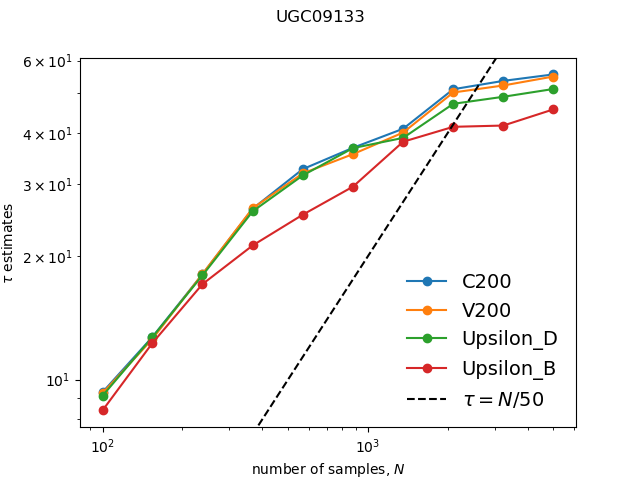 UGC09133
6 × 10¹
4 × 10¹
3 × 10¹
2 × 10¹
10¹
τ estimates
C200
V200
Upsilon_D
Upsilon_B
τ = N/50
10² 10³
number of samples, N